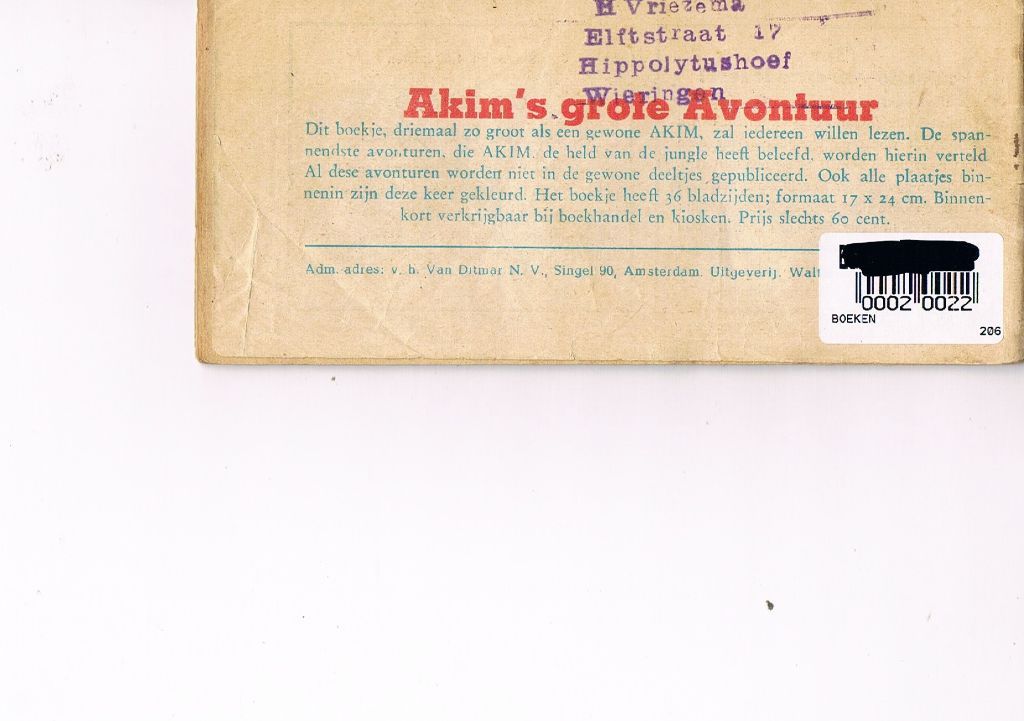 H Vriezema
Elftstraat 17
Hippolytushoef
Wieringen
Akim's grote Avontuur
Dit boekje, driemaal zo groot als een gewone AKIM, zal iedereen willen lezen. De span-
nendste avonturen, die AKIM, de held van de jungle heeft beleefd, worden hierin verteld
Al dese avonturen worden niet in de gewone deeltjes gepubliceerd. Ook alle plaatjes bin-
nenin zijn deze keer gekleurd. Het boekje heeft 36 bladzijden; formaat 17 x 24 cm. Binnen-
kort verkrijgbaar bij boekhandel en kiosken. Prijs slechts 60 cent.
Adm. adres: v. h. Van Ditmar N. V., Singel 90, Amsterdam. Uitgeverij. Walt
0002 0022
BOEKEN
206